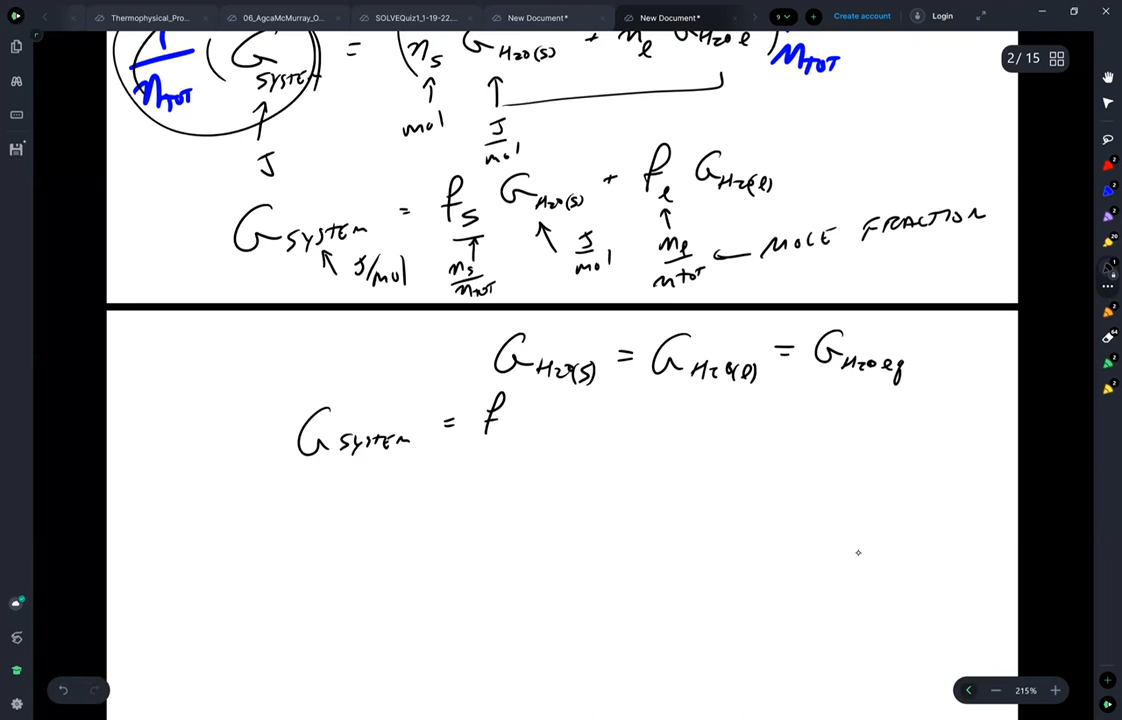 Thermophysical_Pro...
06_AgcaMcMurray_O...
SOLVEQuiz1_1-19-22....
New Document*
New Document*
9
Create account
Login
2 / 15
1/n_TOT (G_SYSTEM) = (n_s G_H2O(s) + n_l G_H2O l) n_TOT
J
mol
J/mol
G_SYSTEM = f_s G_H2O(s) + f_l G_H2O(l)
J/mol
n_s/n_TOT
J/mol
n_l/n_TOT ← MOLE FRACTION
G_H2O(s) = G_H2O(l) = G_H2O eq
G_SYSTEM = f
215%